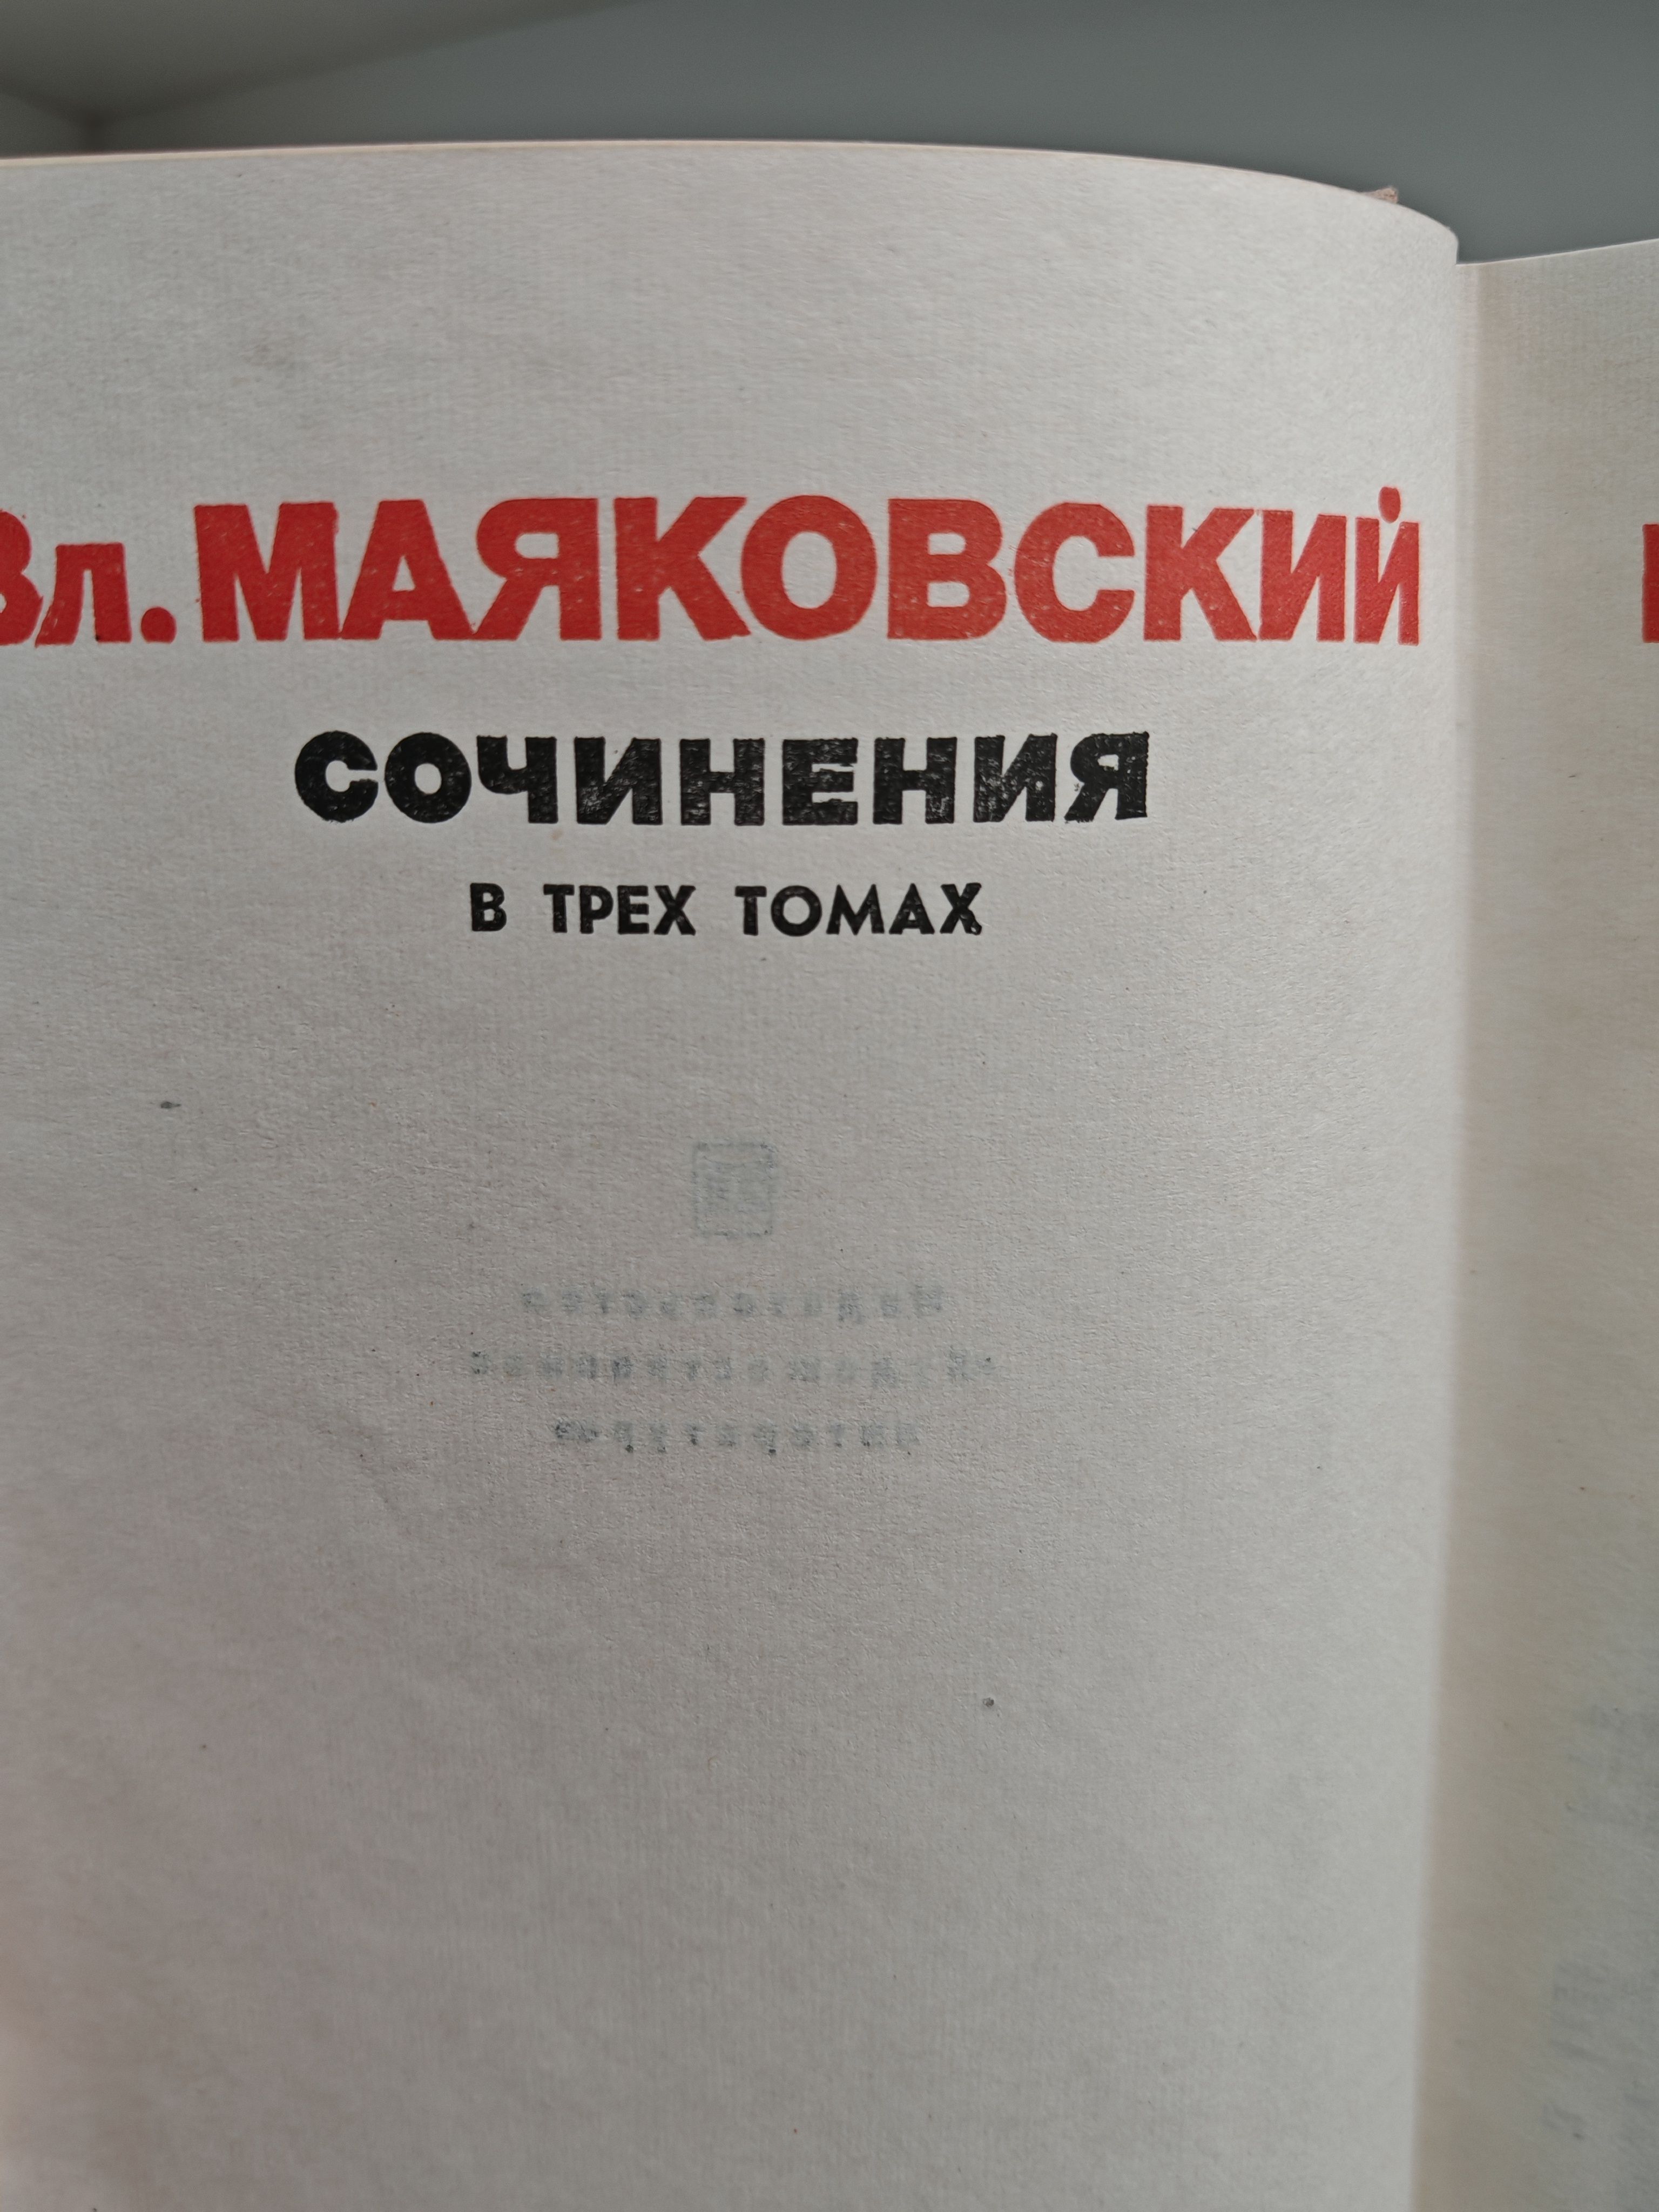 Вл. МАЯКОВСКИЙ
СОЧИНЕНИЯ
В ТРЕХ ТОМАХ